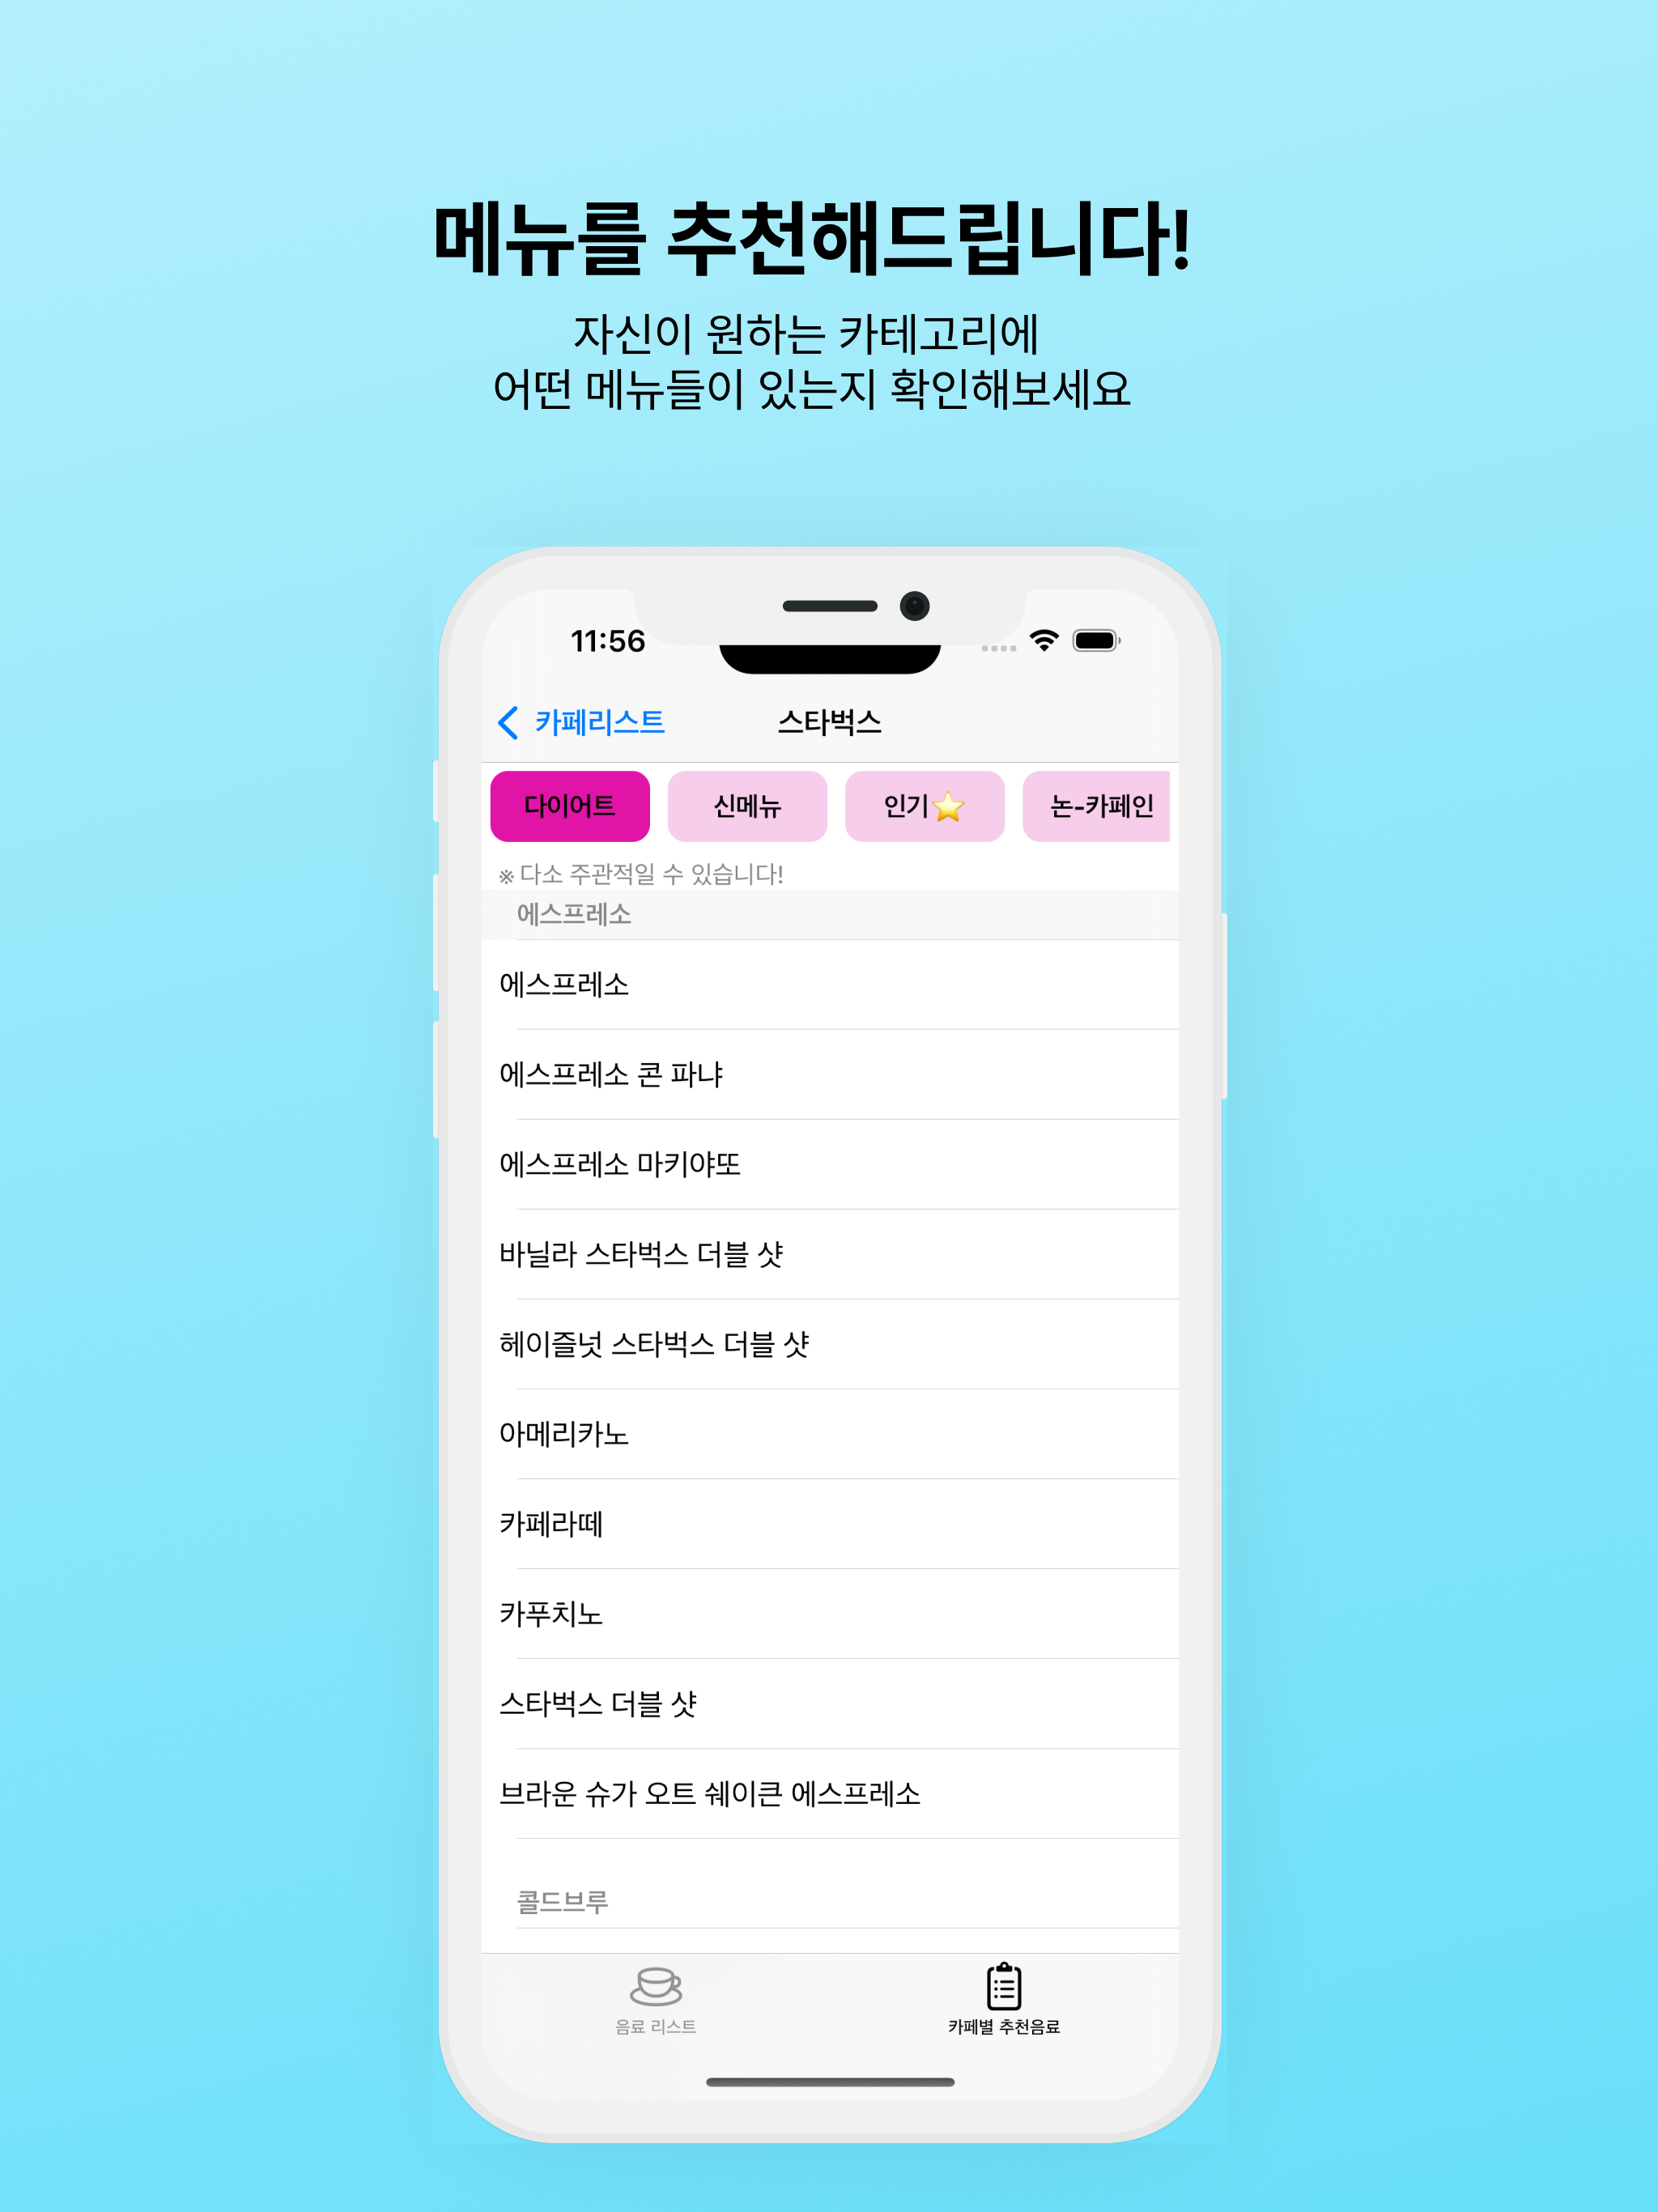 메뉴를 추천해드립니다!
자신이 원하는 카테고리에
어떤 메뉴들이 있는지 확인해보세요
11:56
카페리스트 스타벅스
다이어트 신메뉴 인기⭐ 논-카페인
※ 다소 주관적일 수 있습니다!
에스프레소
에스프레소
에스프레소 콘 파냐
에스프레소 마키야또
바닐라 스타벅스 더블 샷
헤이즐넛 스타벅스 더블 샷
아메리카노
카페라떼
카푸치노
스타벅스 더블 샷
브라운 슈가 오트 쉐이큰 에스프레소
콜드브루
음료 리스트 카페별 추천음료